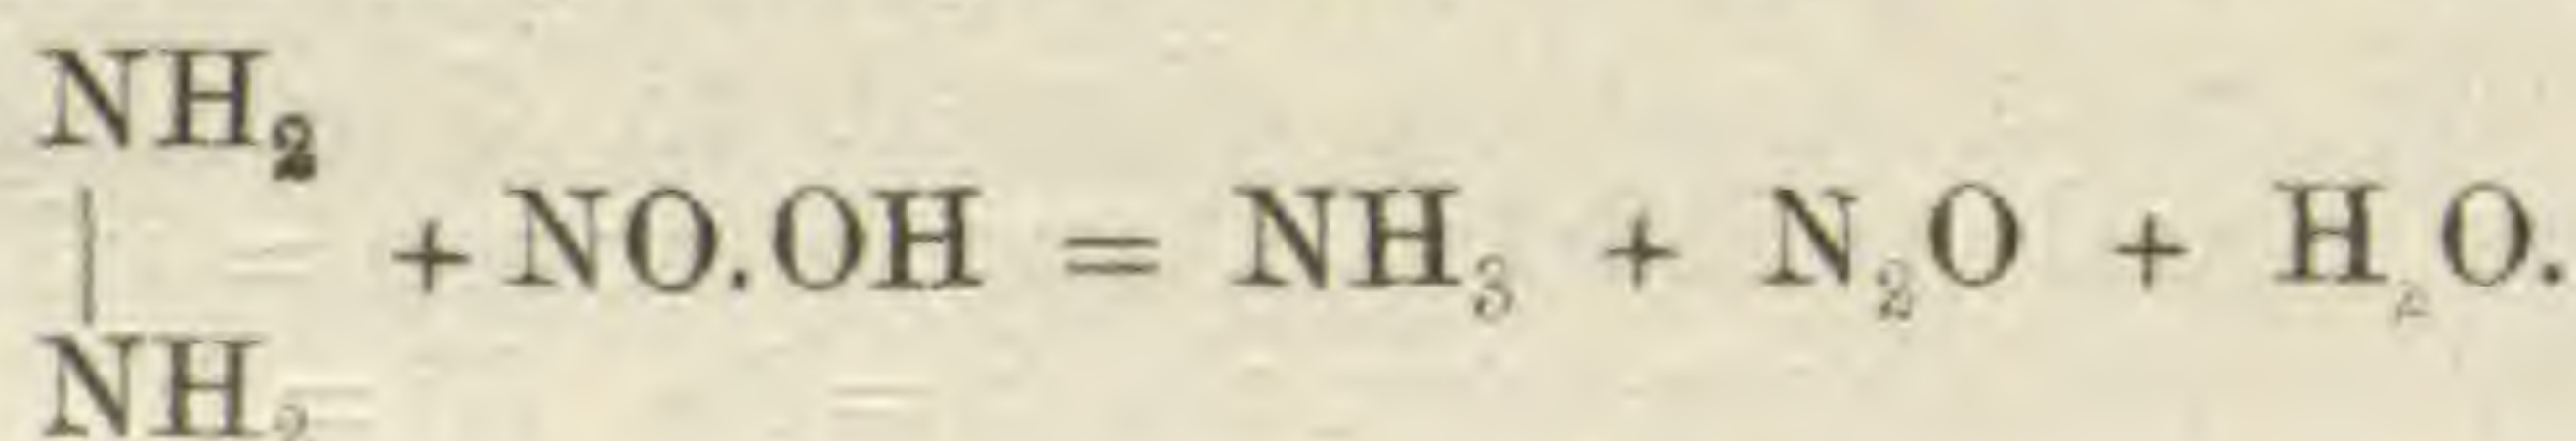 NH₂
| + NO.OH = NH₃ + N₂O + H₂O.
NH₂